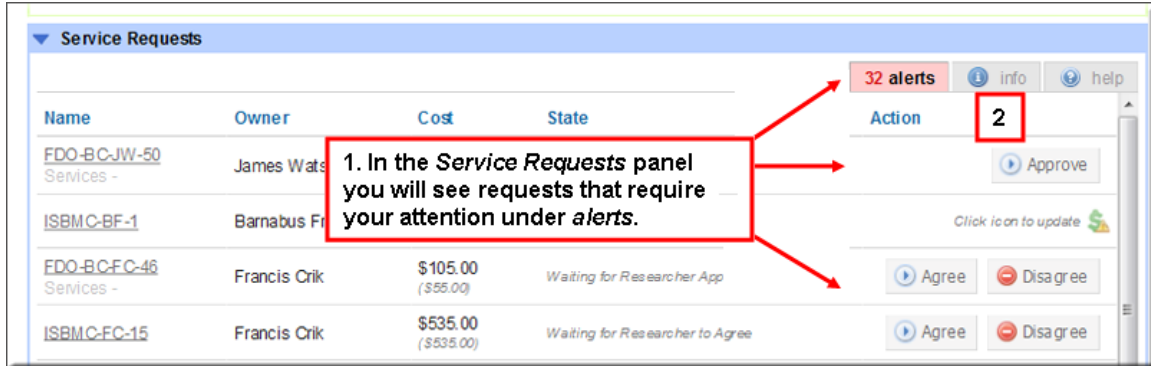 Service Requests
32 alerts info help
Name Owner Cost State Action 2
FDO-BC-JW-50 James Wats Approve
Services -
1. In the Service Requests panel
you will see requests that require
your attention under alerts.
ISBMC-BF-1 Barnabus Fr Click icon to update
FDO-BC-FC-46 Francis Crik $105.00 Waiting for Researcher App Agree Disagree
Services - ($55.00)
ISBMC-FC-15 Francis Crik $535.00 Waiting for Researcher to Agree Agree Disagree
($535.00)